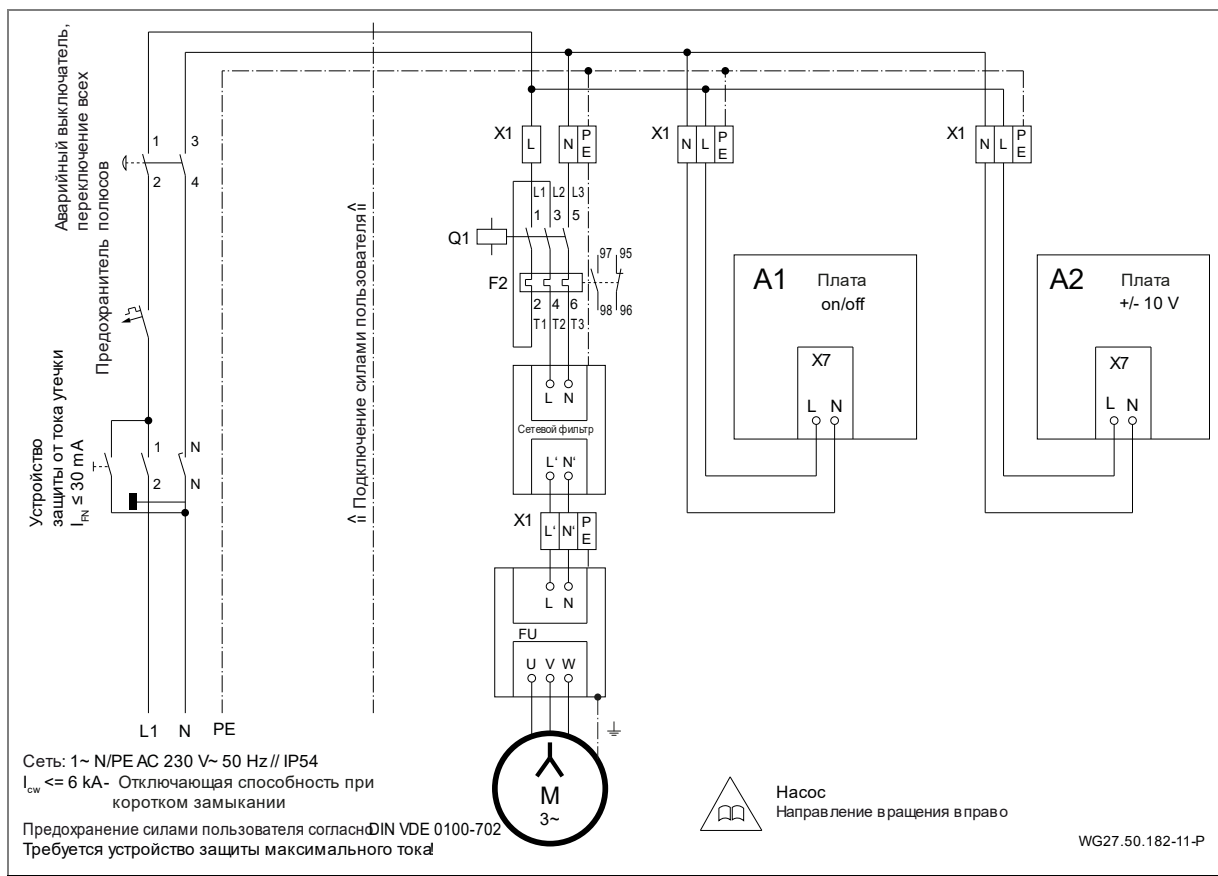 Аварийный выключатель,
переключение всех
полюсов
Предохранитель
Устройство
защиты от тока утечки
I_FN ≤ 30 mA
1
3
2
4
1
N
2
N
L1
N
PE
<< Подключение силами пользователя <<
X1
L
N
PE
L1
L2
L3
1
3
5
Q1
F2
97
95
2
4
6
98
96
T1
T2
T3
L
N
Сетевой фильтр
L'
N'
X1
L'
N'
PE
L
N
FU
U
V
W
M
3~
X1
N
L
PE
A1
Плата
on/off
X7
L
N
X1
N
L
PE
A2
Плата
+/- 10 V
X7
L
N
Сеть: 1~ N/PE AC 230 V~ 50 Hz // IP54
I_cw <= 6 kA- Отключающая способность при
коротком замыкании
Предохранение силами пользователя согласно DIN VDE 0100-702
Требуется устройство защиты максимального тока!
Насос
Направление вращения вправо
WG27.50.182-11-P